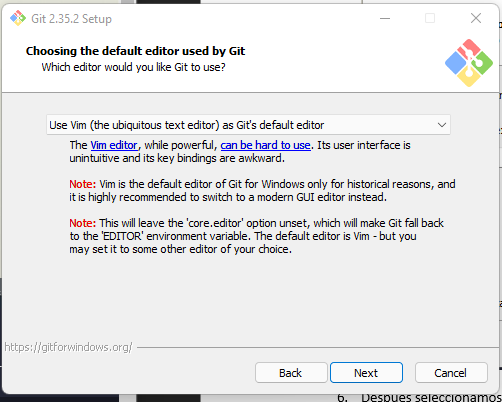 Git 2.35.2 Setup
Choosing the default editor used by Git
Which editor would you like Git to use?
Use Vim (the ubiquitous text editor) as Git's default editor
The Vim editor, while powerful, can be hard to use. Its user interface is
unintuitive and its key bindings are awkward.
Note: Vim is the default editor of Git for Windows only for historical reasons, and
it is highly recommended to switch to a modern GUI editor instead.
Note: This will leave the 'core.editor' option unset, which will make Git fall back
to the 'EDITOR' environment variable. The default editor is Vim - but you
may set it to some other editor of your choice.
https://gitforwindows.org/
Back
Next
Cancel
6. Después seleccionamos